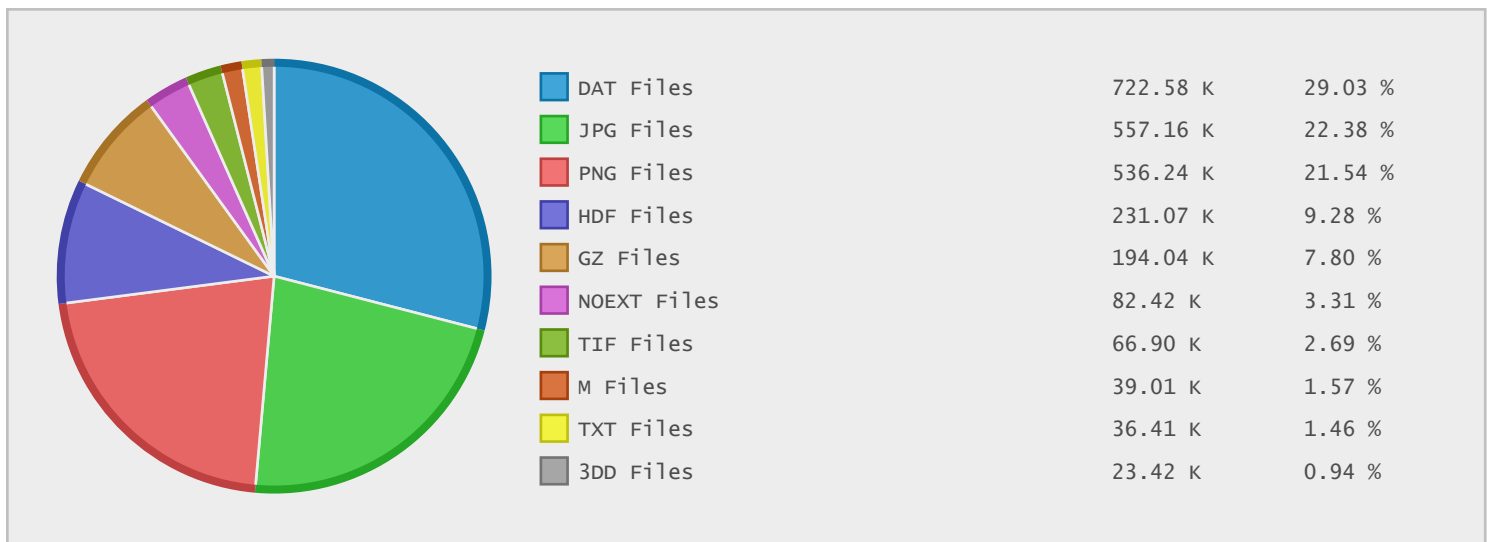 DAT Files 722.58 K 29.03 %
JPG Files 557.16 K 22.38 %
PNG Files 536.24 K 21.54 %
HDF Files 231.07 K 9.28 %
GZ Files 194.04 K 7.80 %
NOEXT Files 82.42 K 3.31 %
TIF Files 66.90 K 2.69 %
M Files 39.01 K 1.57 %
TXT Files 36.41 K 1.46 %
3DD Files 23.42 K 0.94 %